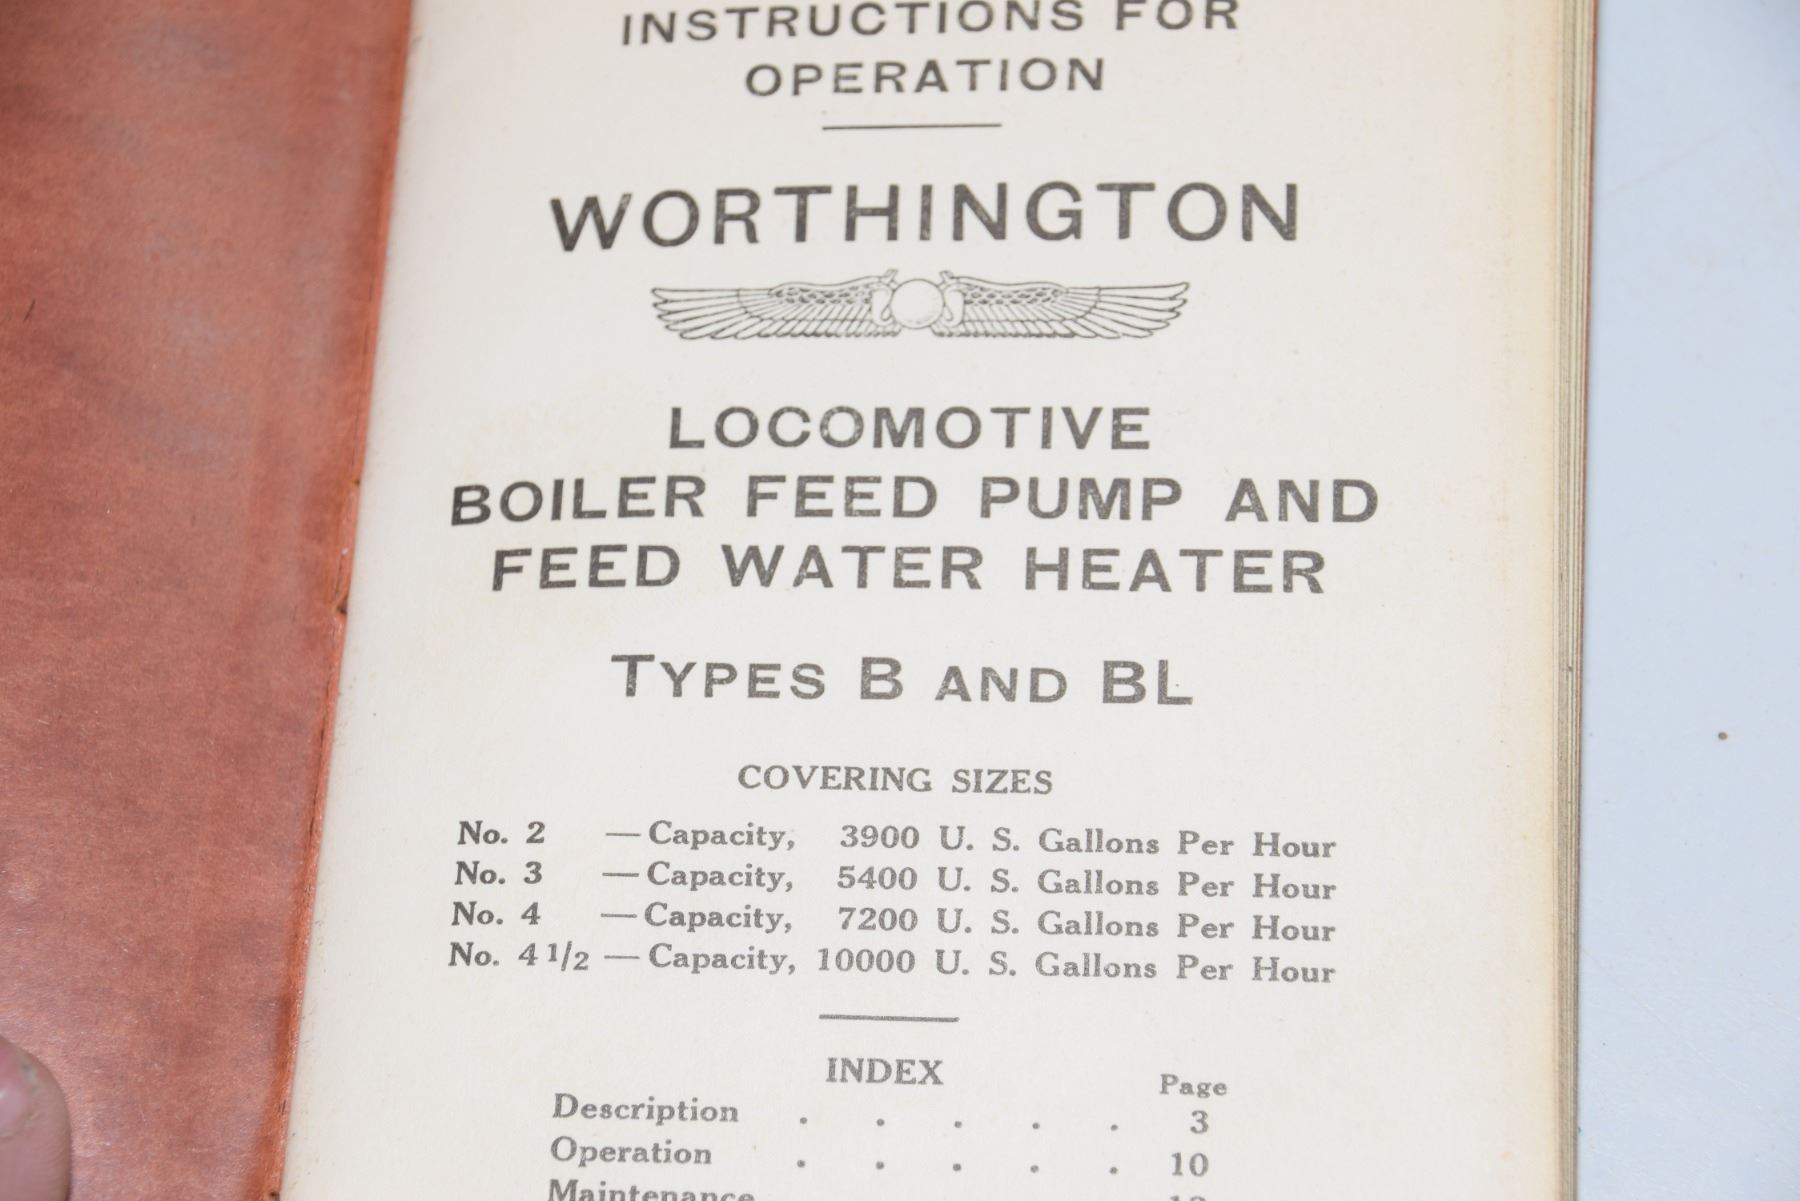 INSTRUCTIONS FOR
OPERATION
WORTHINGTON
LOCOMOTIVE
BOILER FEED PUMP AND
FEED WATER HEATER
TYPES B AND BL
COVERING SIZES
No. 2 — Capacity, 3900 U. S. Gallons Per Hour
No. 3 — Capacity, 5400 U. S. Gallons Per Hour
No. 4 — Capacity, 7200 U. S. Gallons Per Hour
No. 4 1/2 — Capacity, 10000 U. S. Gallons Per Hour
INDEX
Page
Description . . . . . 3
Operation . . . . . 10
Maintenance